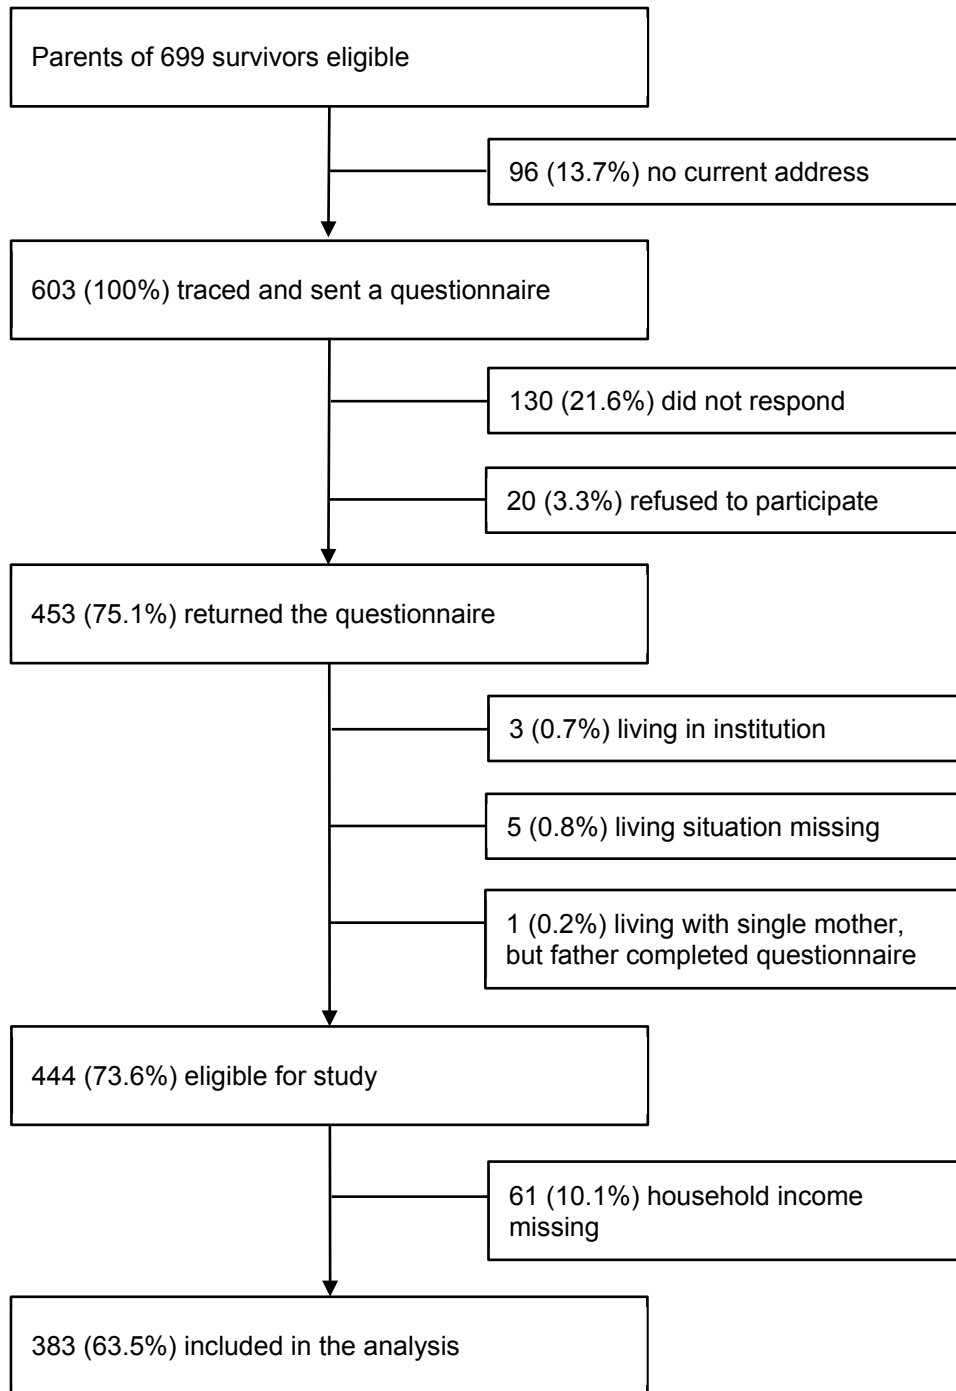 Parents of 699 survivors eligible
96 (13.7%) no current address
603 (100%) traced and sent a questionnaire
130 (21.6%) did not respond
20 (3.3%) refused to participate
453 (75.1%) returned the questionnaire
3 (0.7%) living in institution
5 (0.8%) living situation missing
1 (0.2%) living with single mother,
but father completed questionnaire
444 (73.6%) eligible for study
61 (10.1%) household income
missing
383 (63.5%) included in the analysis